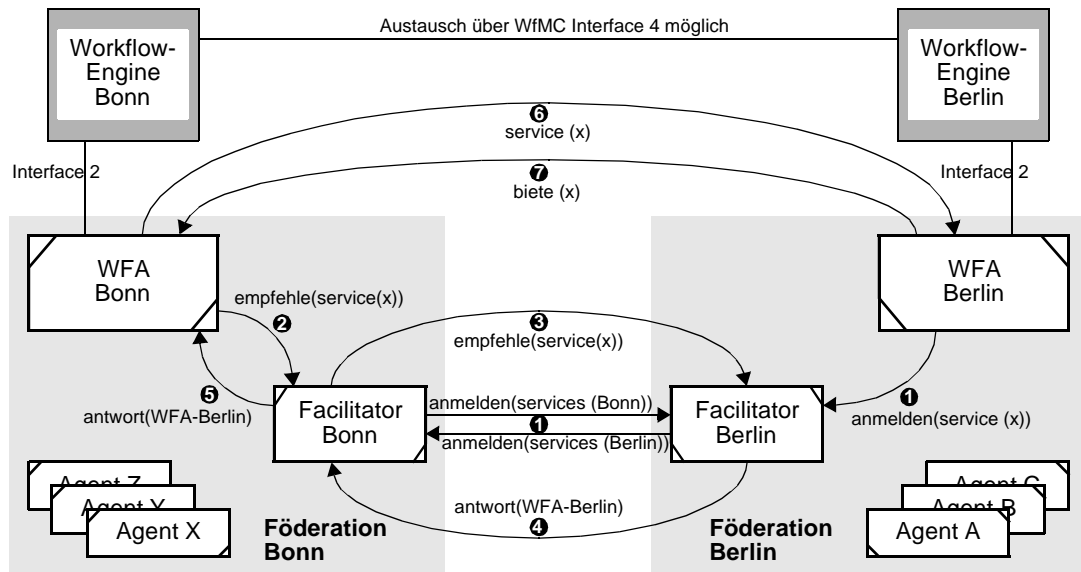 Austausch über WfMC Interface 4 möglich
Workflow-
Engine
Bonn
Workflow-
Engine
Berlin
❻
service (x)
Interface 2
Interface 2
❼
biete (x)
WFA
Bonn
WFA
Berlin
empfehle(service(x))
❷
❸
empfehle(service(x))
❺
antwort(WFA-Berlin)
Facilitator
Bonn
anmelden(services (Bonn))
❶
anmelden(services (Berlin))
Facilitator
Berlin
❶
anmelden(service (x))
Agent Z
Agent Y
Agent X
antwort(WFA-Berlin)
❹
Föderation
Bonn
Föderation
Berlin
Agent C
Agent B
Agent A